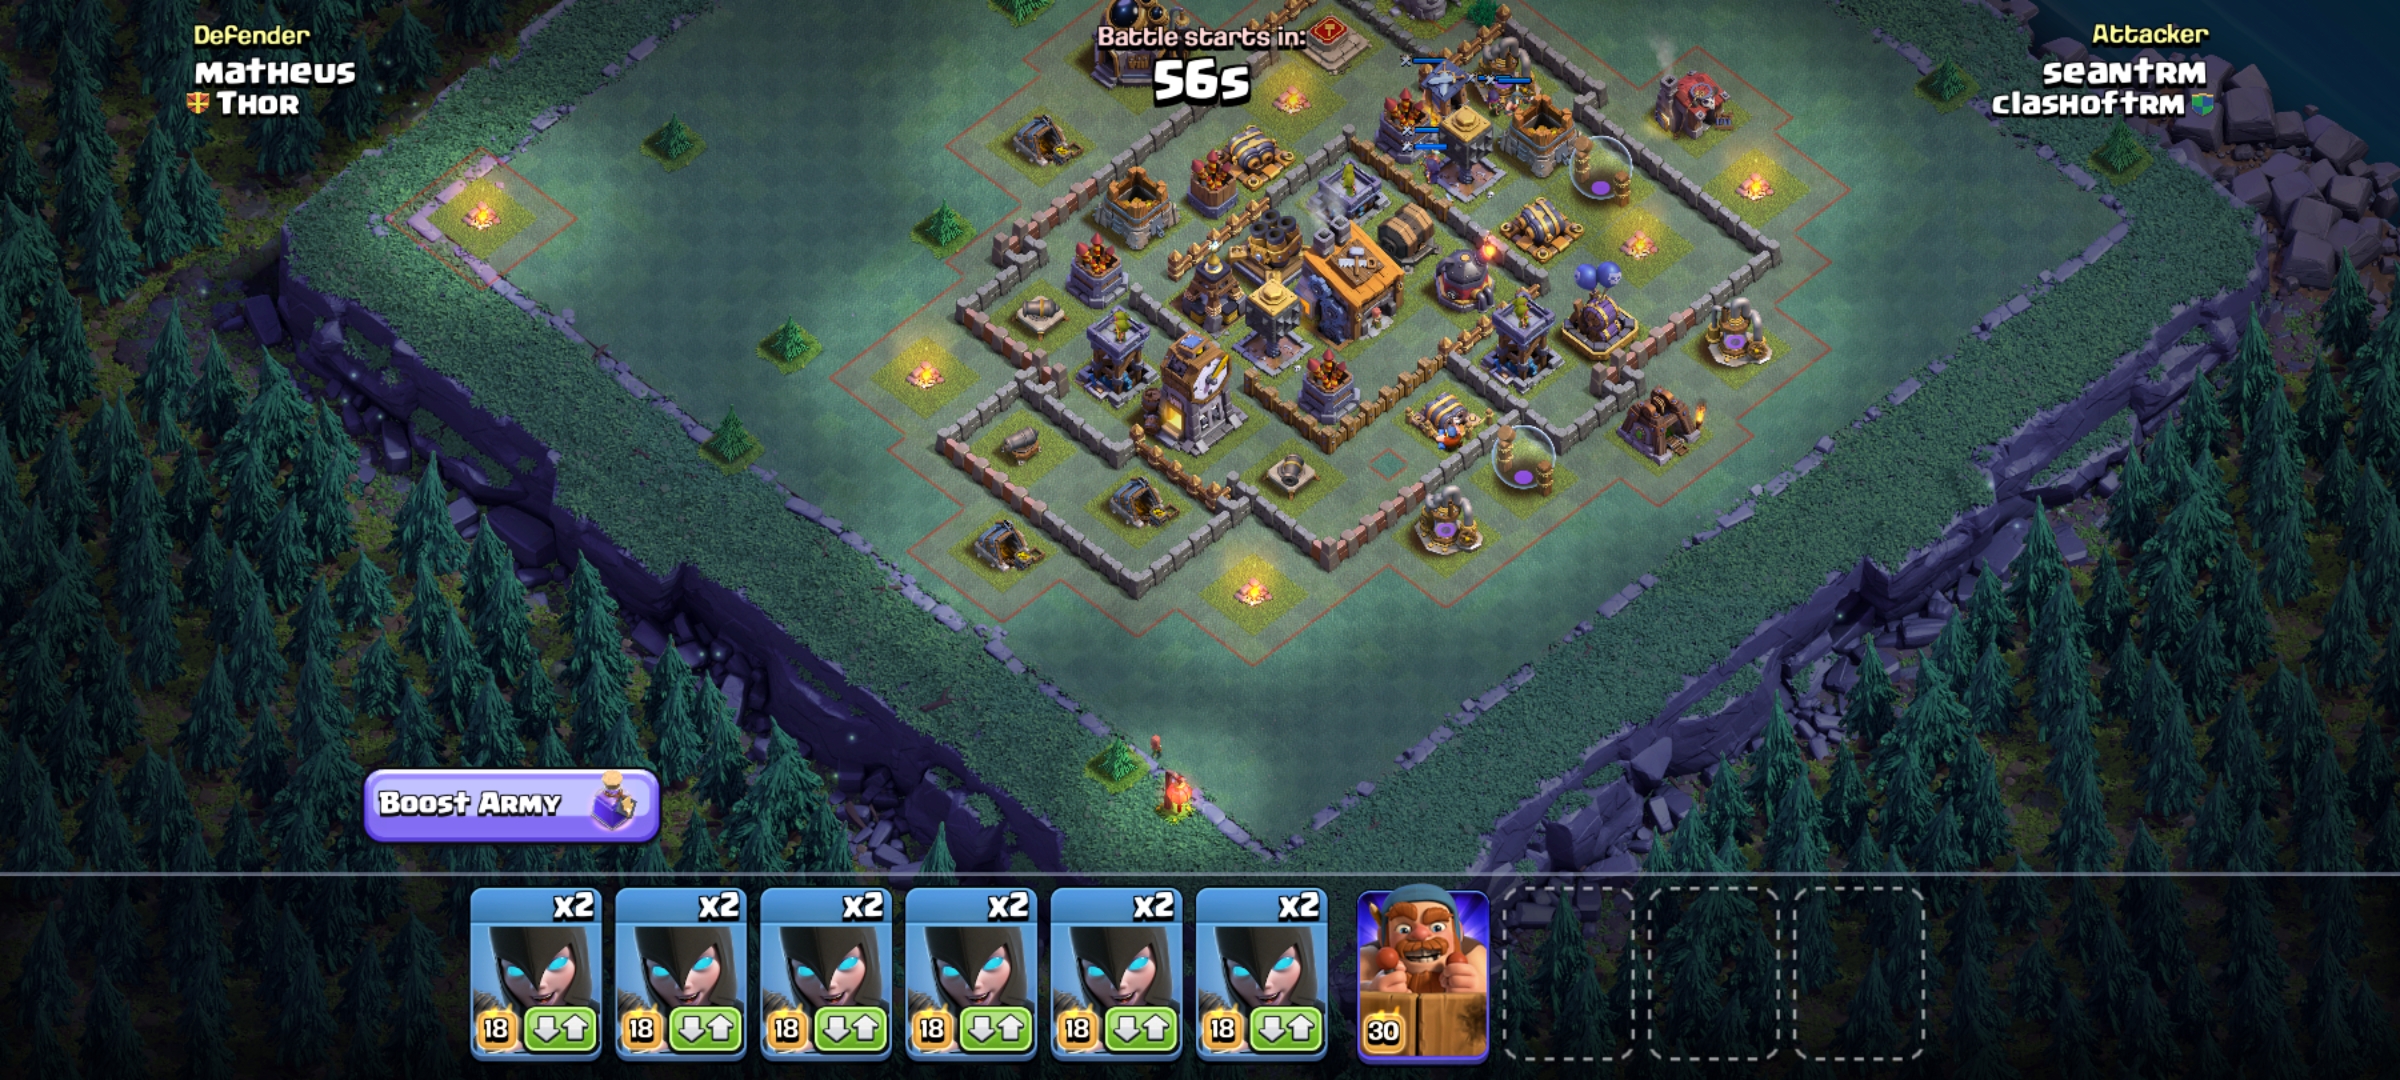 Defender
Matheus
Thor
Battle starts in:
56s
Attacker
seantRM
clashoftRM
Boost Army
x2
x2
x2
x2
x2
x2
18
18
18
18
18
18
30